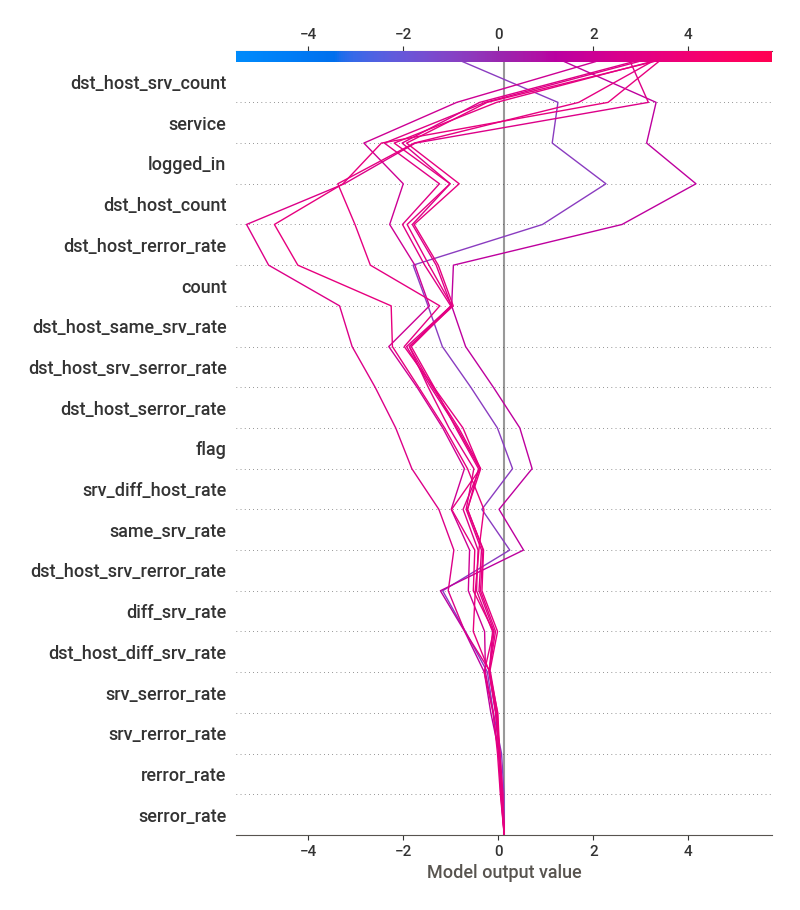 −4 −2 0 2 4
dst_host_srv_count
service
logged_in
dst_host_count
dst_host_rerror_rate
count
dst_host_same_srv_rate
dst_host_srv_serror_rate
dst_host_serror_rate
flag
srv_diff_host_rate
same_srv_rate
dst_host_srv_rerror_rate
diff_srv_rate
dst_host_diff_srv_rate
srv_serror_rate
srv_rerror_rate
rerror_rate
serror_rate
−4 −2 0 2 4
Model output value